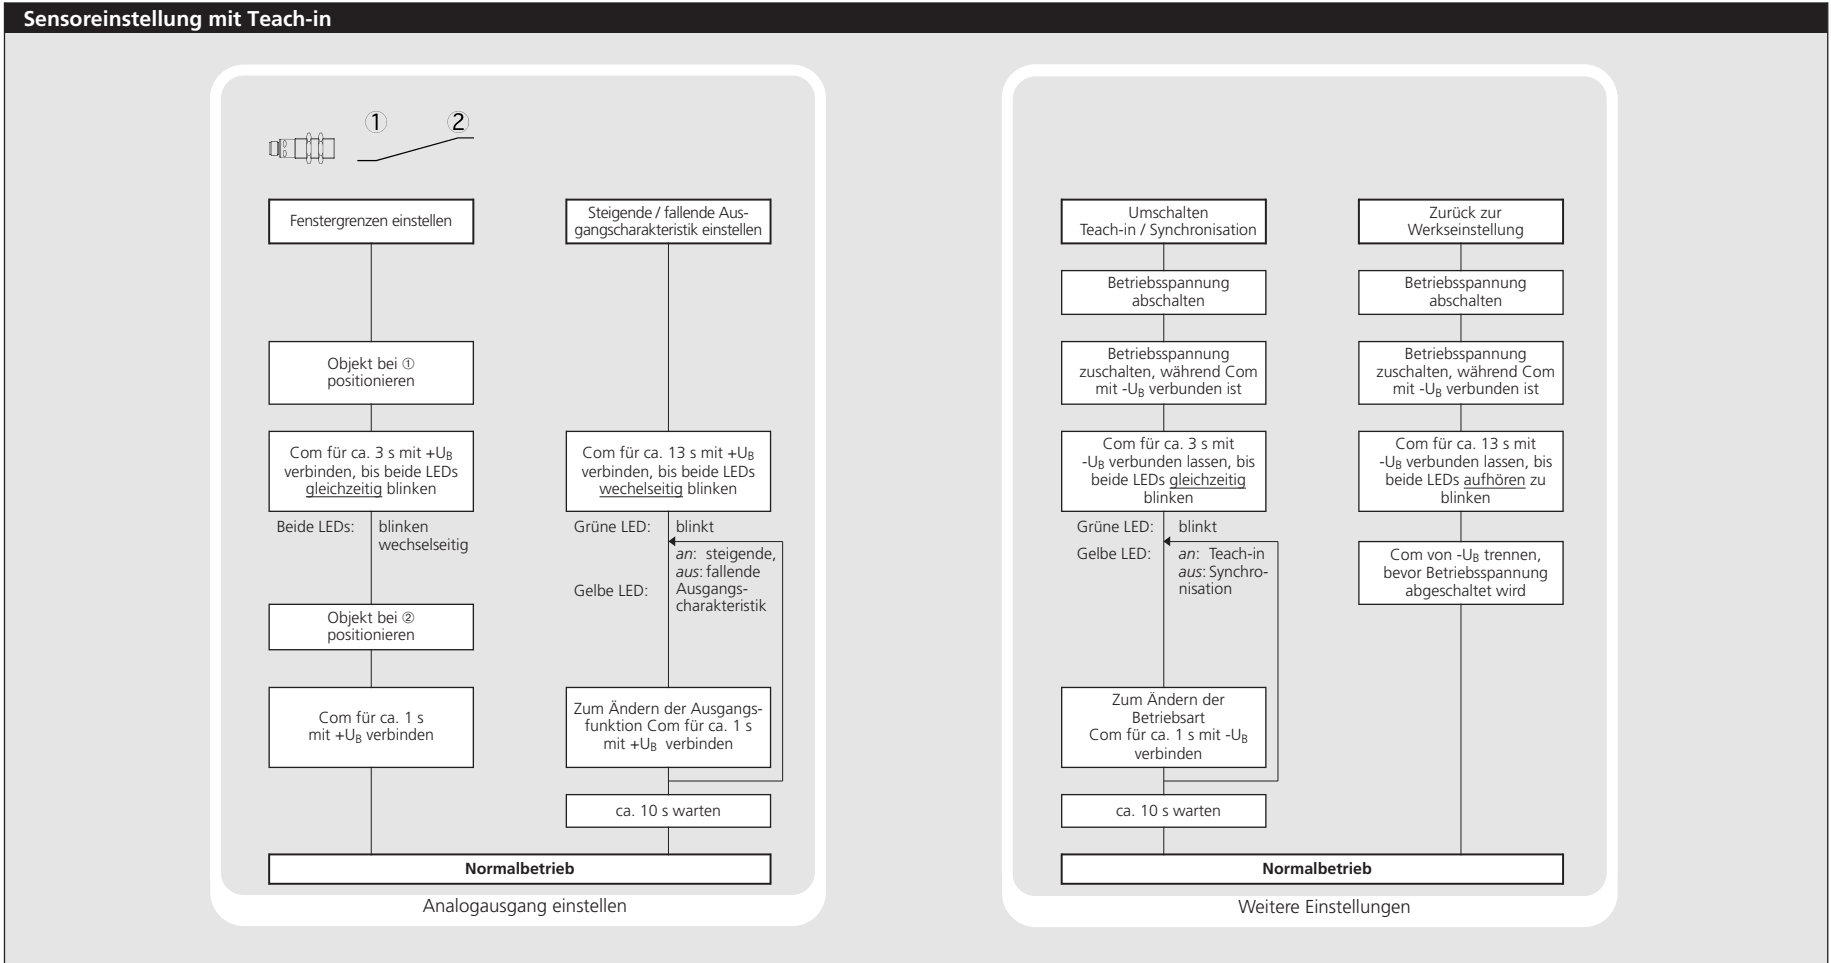 Sensoreinstellung mit Teach-in
① ②
Fenstergrenzen einstellen
Objekt bei ①
positionieren
Com für ca. 3 s mit +UB
verbinden, bis beide LEDs
gleichzeitig blinken
Beide LEDs: blinken
wechselseitig
Objekt bei ②
positionieren
Com für ca. 1 s
mit +UB verbinden
Steigende / fallende Aus-
gangscharakteristik einstellen
Com für ca. 13 s mit +UB
verbinden, bis beide LEDs
wechelseitig blinken
Grüne LED: blinkt
an: steigende,
aus: fallende
Gelbe LED: Ausgangs-
charakteristik
Zum Ändern der Ausgangs-
funktion Com für ca. 1 s
mit +UB verbinden
ca. 10 s warten
Normalbetrieb
Analogausgang einstellen
Umschalten
Teach-in / Synchronisation
Betriebsspannung
abschalten
Betriebsspannung
zuschalten, während Com
mit -UB verbunden ist
Com für ca. 3 s mit
-UB verbunden lassen, bis
beide LEDs gleichzeitig
blinken
Grüne LED: blinkt
Gelbe LED: an: Teach-in
aus: Synchro-
nisation
Zum Ändern der
Betriebsart
Com für ca. 1 s mit -UB
verbinden
ca. 10 s warten
Zurück zur
Werkseinstellung
Betriebsspannung
abschalten
Betriebsspannung
zuschalten, während Com
mit -UB verbunden ist
Com für ca. 13 s mit
-UB verbunden lassen, bis
beide LEDs aufhören zu
blinken
Com von -UB trennen,
bevor Betriebsspannung
abgeschaltet wird
Normalbetrieb
Weitere Einstellungen